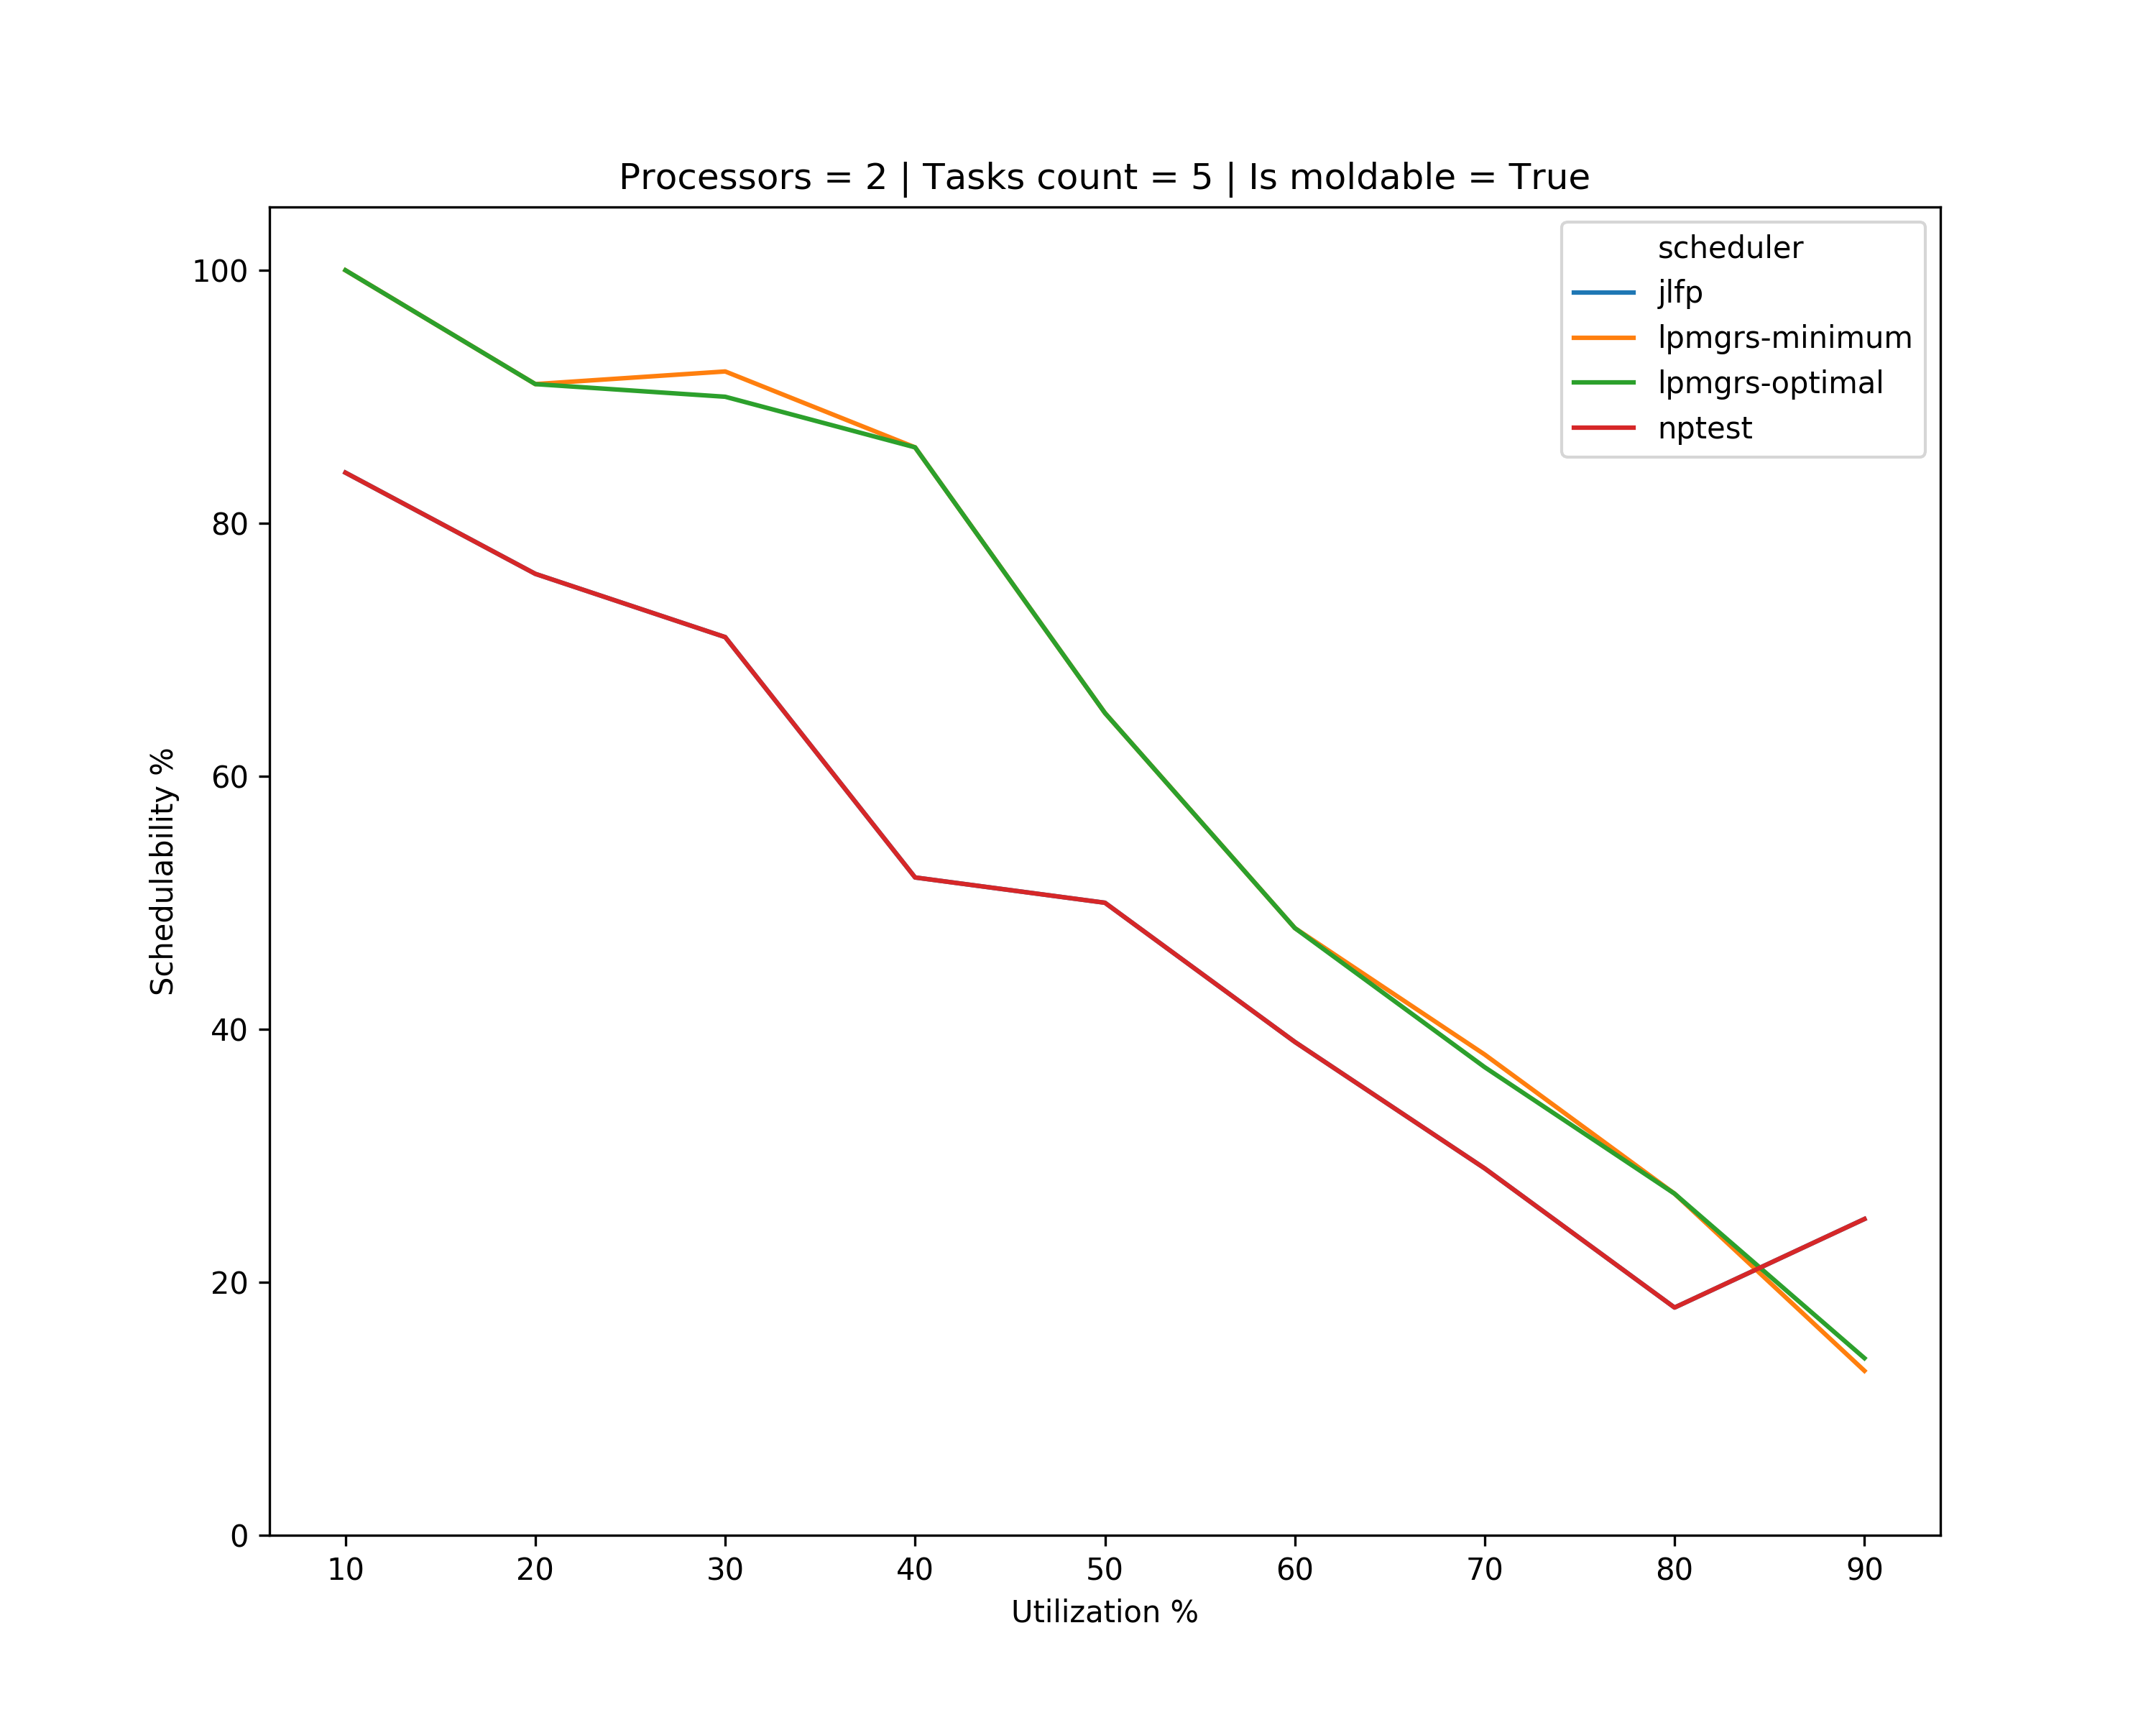 Processors = 2 | Tasks count = 5 | Is moldable = True
scheduler
jlfp
lpmgrs-minimum
lpmgrs-optimal
nptest
Schedulability %
100
80
60
40
20
0
10 20 30 40 50 60 70 80 90
Utilization %